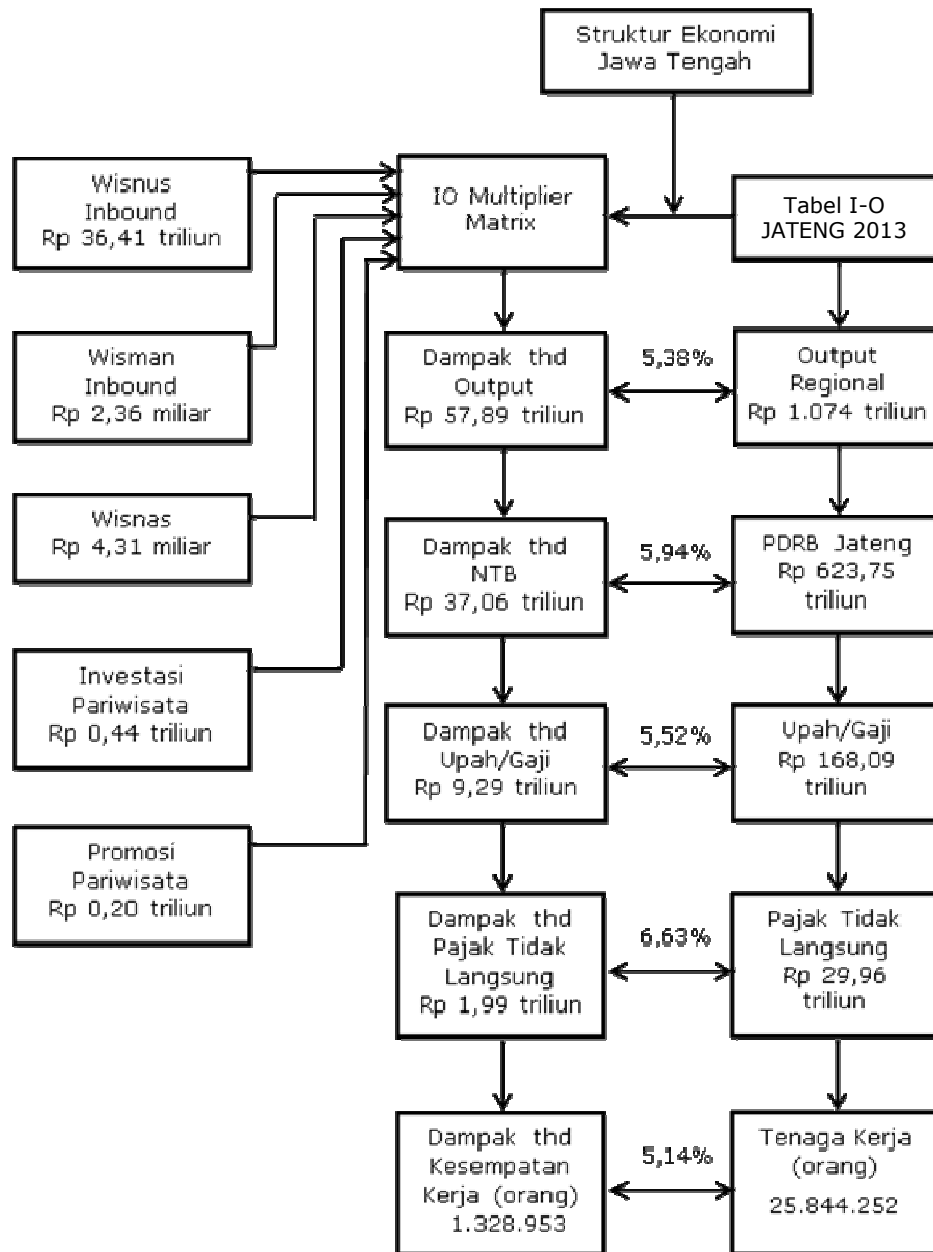 Struktur Ekonomi
Jawa Tengah
Wisnus
Inbound
Rp 36,41 triliun
IO Multiplier
Matrix
Tabel I-O
JATENG 2013
Wisman
Inbound
Rp 2,36 miliar
Dampak thd
Output
Rp 57,89 triliun
5,38%
Output
Regional
Rp 1.074 triliun
Wisnas
Rp 4,31 miliar
Dampak thd
NTB
Rp 37,06 triliun
5,94%
PDRB Jateng
Rp 623,75
triliun
Investasi
Pariwisata
Rp 0,44 triliun
Dampak thd
Upah/Gaji
Rp 9,29 triliun
5,52%
Upah/Gaji
Rp 168,09
triliun
Promosi
Pariwisata
Rp 0,20 triliun
Dampak thd
Pajak Tidak
Langsung
Rp 1,99 triliun
6,63%
Pajak Tidak
Langsung
Rp 29,96
triliun
Dampak thd
Kesempatan
Kerja (orang)
1.328.953
5,14%
Tenaga Kerja
(orang)
25.844.252